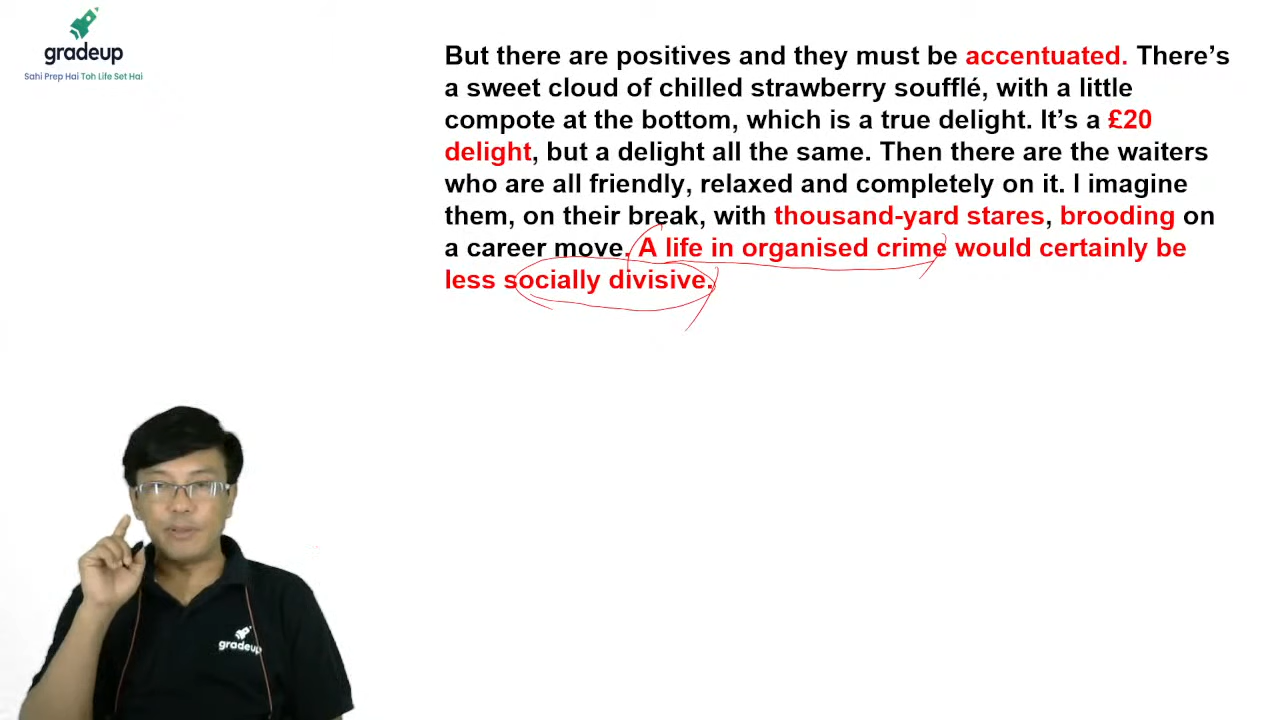 gradeup
Sahi Prep Hai Toh Life Set Hai
But there are positives and they must be accentuated. There's
a sweet cloud of chilled strawberry soufflé, with a little
compote at the bottom, which is a true delight. It's a £20
delight, but a delight all the same. Then there are the waiters
who are all friendly, relaxed and completely on it. I imagine
them, on their break, with thousand-yard stares, brooding on
a career move. A life in organised crime would certainly be
less socially divisive.
gradeup